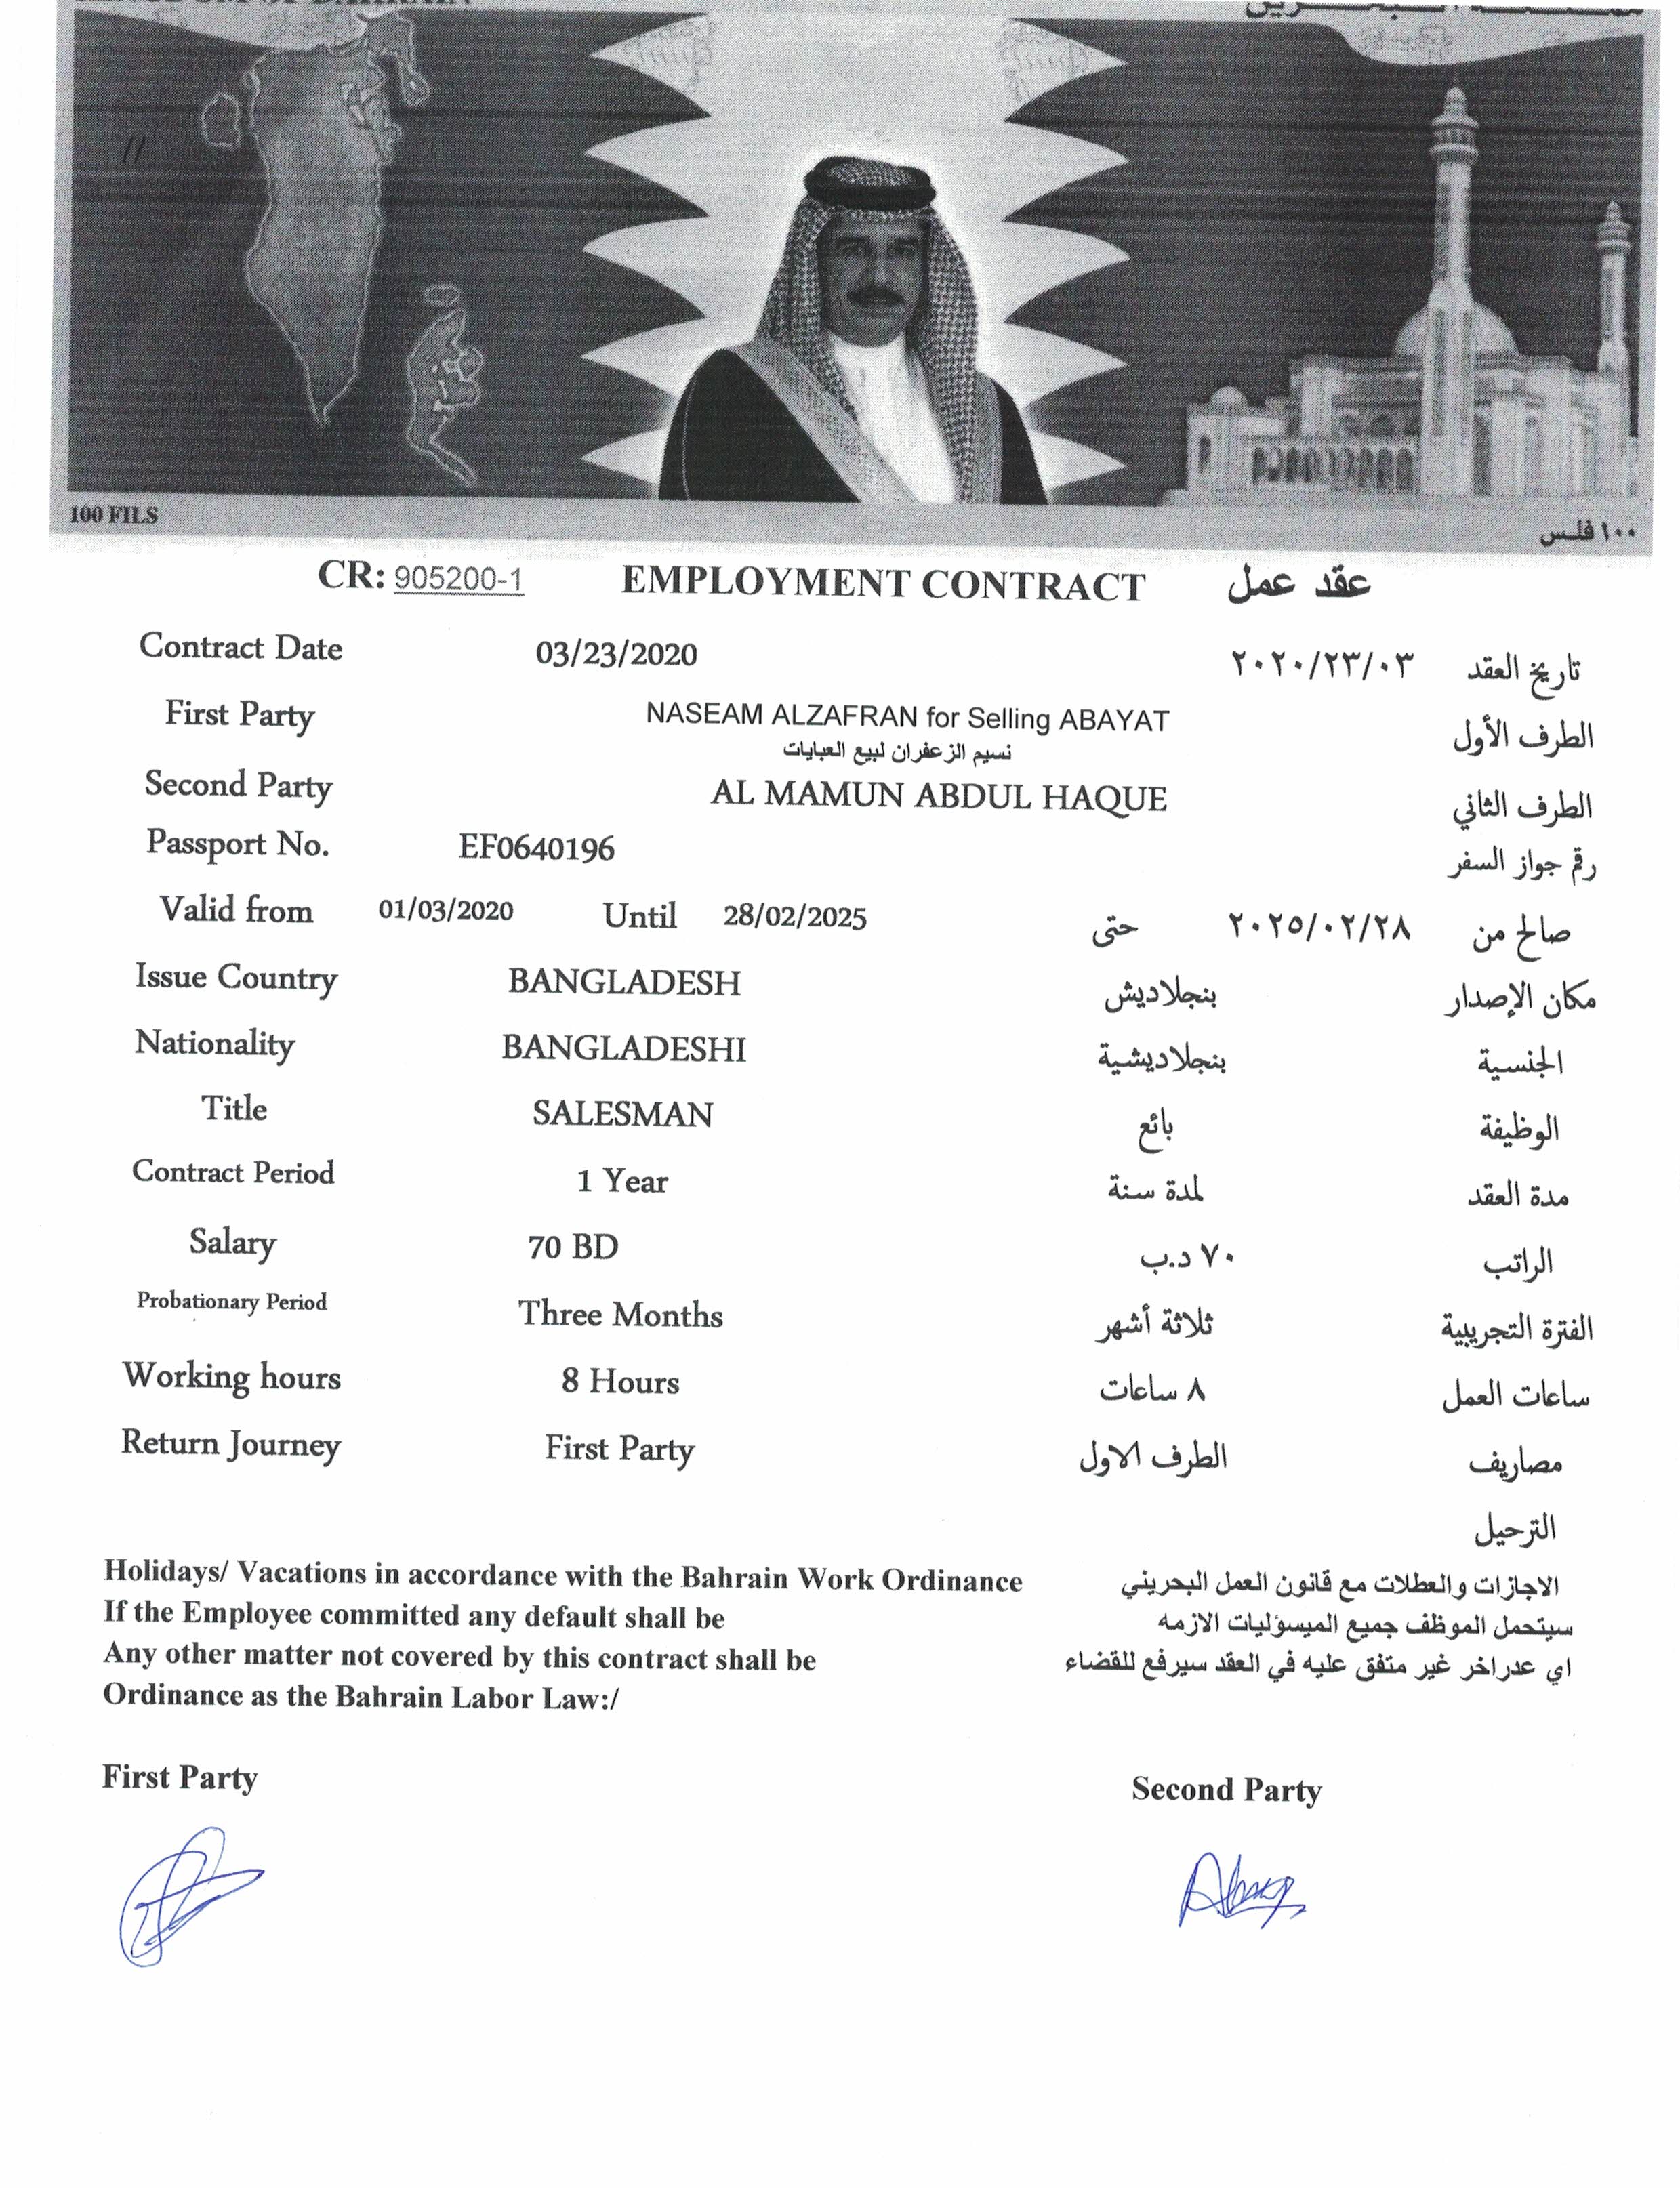 100 FILS ١٠٠ فلس
CR: 905200-1 EMPLOYMENT CONTRACT عقد عمل
Contract Date 03/23/2020 ٢٠٢٠/٢٣/٠٣ تاريخ العقد
First Party NASEAM ALZAFRAN for Selling ABAYAT الطرف الأول
نسيم الزعفران لبيع العبايات
Second Party AL MAMUN ABDUL HAQUE الطرف الثاني
Passport No. EF0640196 رقم جواز السفر
Valid from 01/03/2020 Until 28/02/2025 حتى ٢٠٢٥/٠٢/٢٨ صالح من
Issue Country BANGLADESH بنجلاديش مكان الإصدار
Nationality BANGLADESHI بنجلاديشية الجنسية
Title SALESMAN بائع الوظيفة
Contract Period 1 Year لمدة سنة مدة العقد
Salary 70 BD ٧٠ د.ب الراتب
Probationary Period Three Months ثلاثة أشهر الفترة التجريبية
Working hours 8 Hours ٨ ساعات ساعات العمل
Return Journey First Party الطرف الاول مصاريف
الترحيل
Holidays/ Vacations in accordance with the Bahrain Work Ordinance الاجازات والعطلات مع قانون العمل البحريني
If the Employee committed any default shall be سيتحمل الموظف جميع الميسؤليات الازمه
Any other matter not covered by this contract shall be اي عدراخر غير متفق عليه في العقد سيرفع للقضاء
Ordinance as the Bahrain Labor Law:/
First Party Second Party